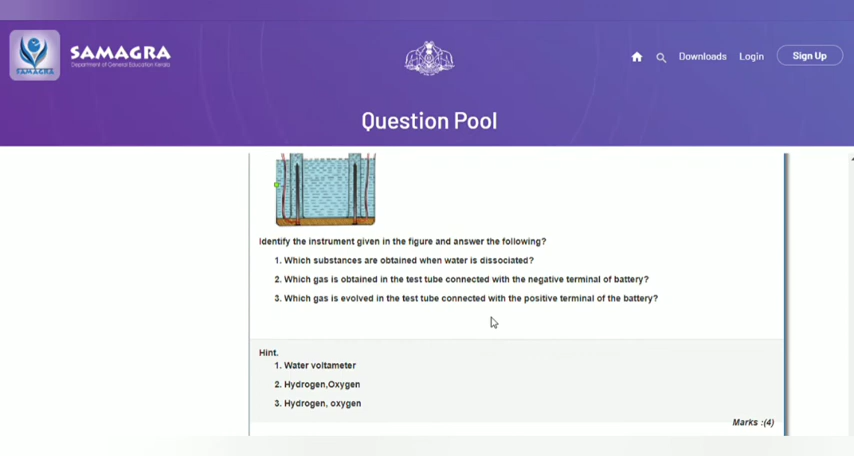 SAMAGRA
Department of General Education Kerala
SAMAGRA
Downloads
Login
Sign Up
Question Pool
Identify the instrument given in the figure and answer the following?
1. Which substances are obtained when water is dissociated?
2. Which gas is obtained in the test tube connected with the negative terminal of battery?
3. Which gas is evolved in the test tube connected with the positive terminal of the battery?
Hint.
1. Water voltameter
2. Hydrogen,Oxygen
3. Hydrogen, oxygen
Marks :(4)